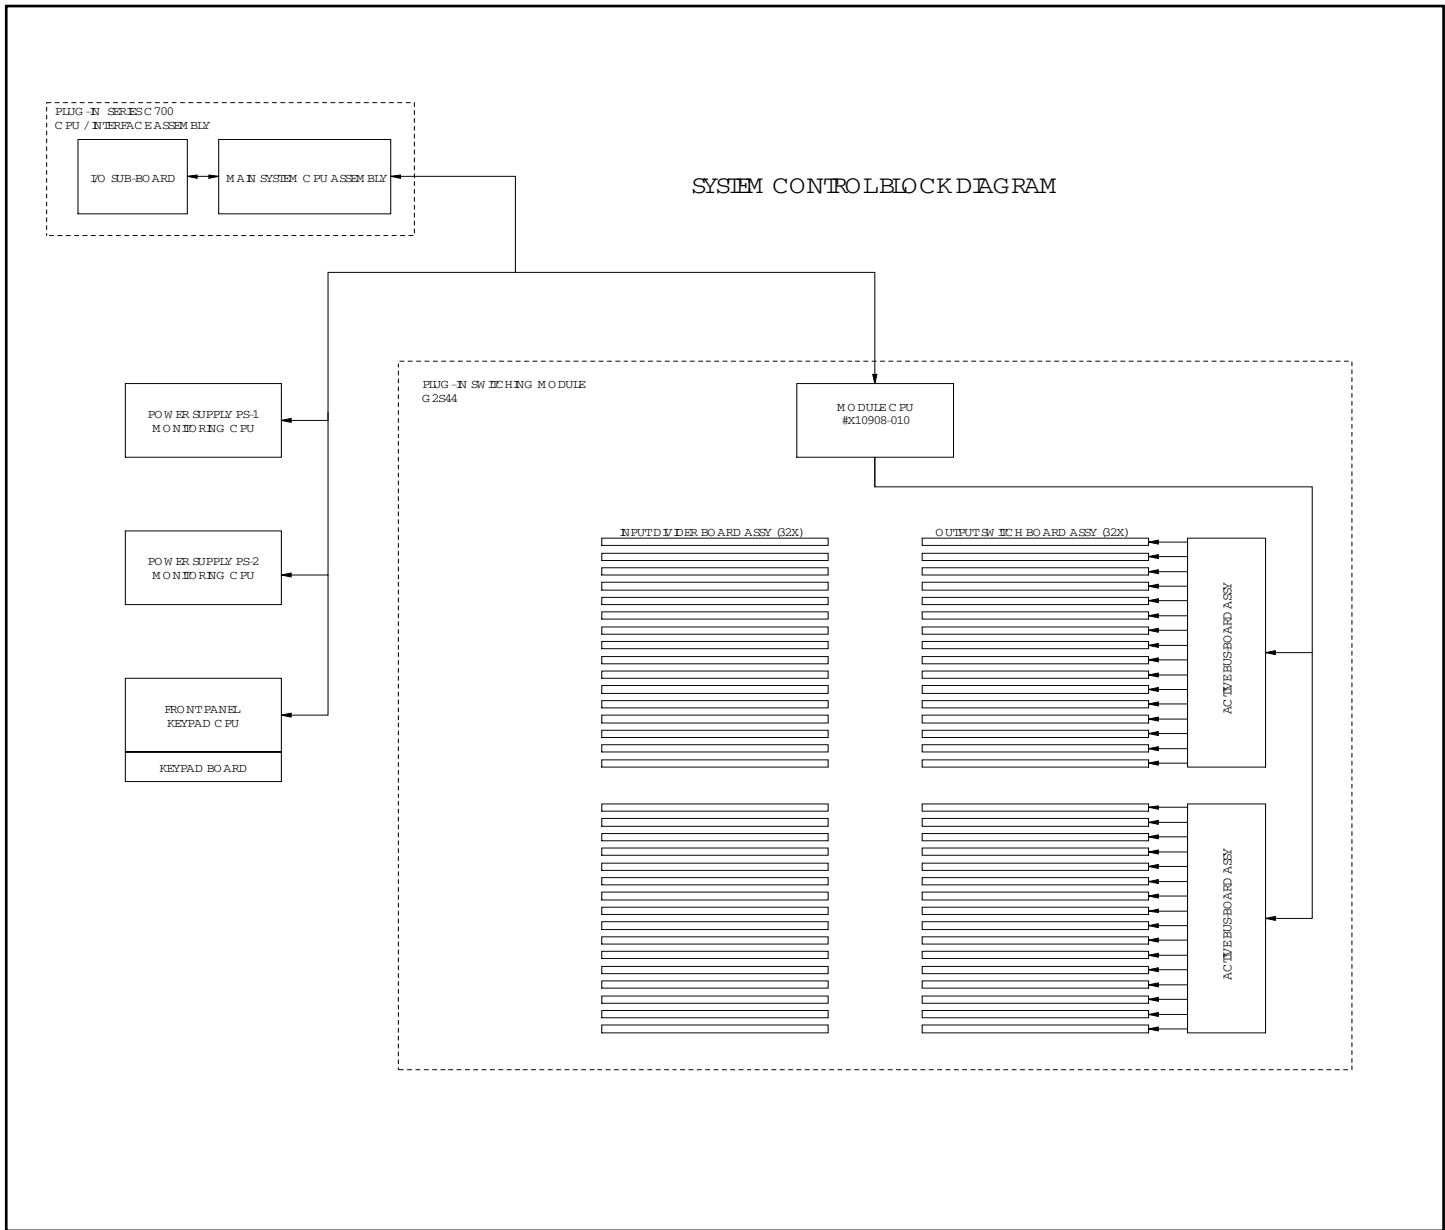 PLUG-IN SERIES C700
CPU / INTERFACE ASSEMBLY
I/O SUB-BOARD
MAIN SYSTEM CPU ASSEMBLY
SYSTEM CONTROL BLOCK DIAGRAM
PLUG-IN SWITCHING MODULE
G2S44
POWER SUPPLY PS-1
MONITORING CPU
MODULE CPU
#X10908-010
POWER SUPPLY PS-2
MONITORING CPU
INPUT DIVIDER BOARD ASSY (32X)
OUTPUT SWITCH BOARD ASSY (32X)
ACTIVE BUS-BOARD ASSY
FRONT PANEL
KEYPAD CPU
KEYPAD BOARD
ACTIVE BUS-BOARD ASSY